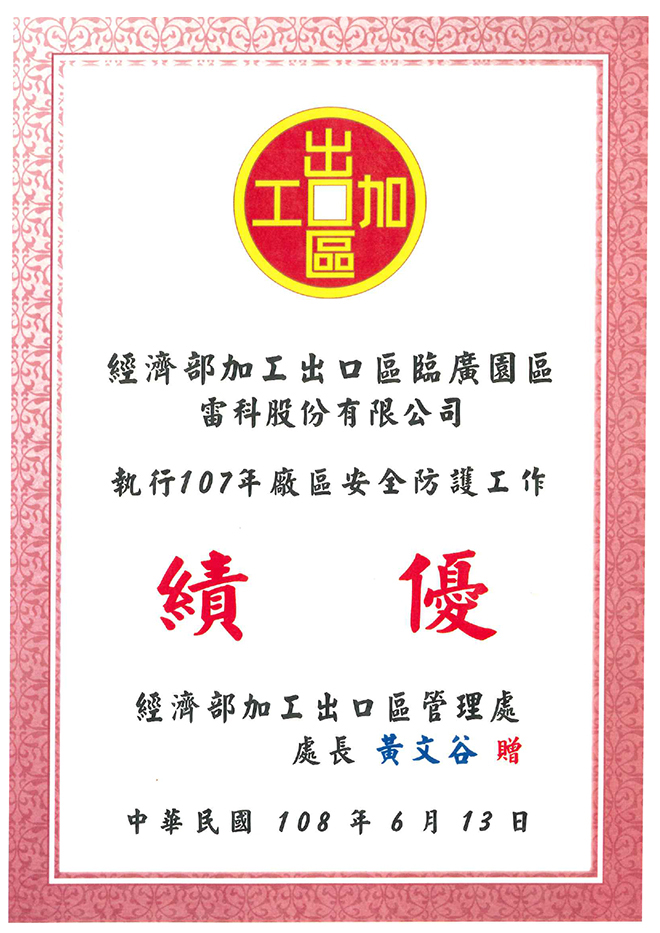 出
工口加
區
經濟部加工出口區臨廣園區
雷科股份有限公司
執行107年廠區安全防護工作
績優
經濟部加工出口區管理處
處長 黃文谷 贈
中華民國 108 年 6 月 13 日